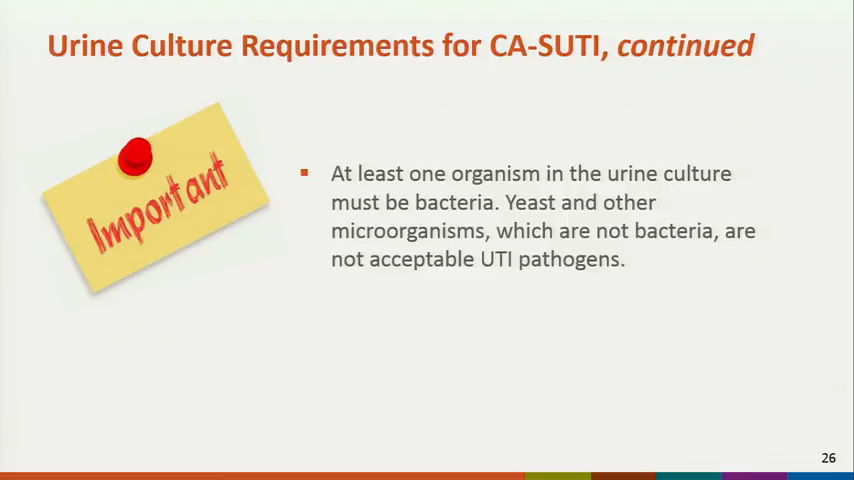 Urine Culture Requirements for CA-SUTI, continued
Important
▪ At least one organism in the urine culture
must be bacteria. Yeast and other
microorganisms, which are not bacteria, are
not acceptable UTI pathogens.
26